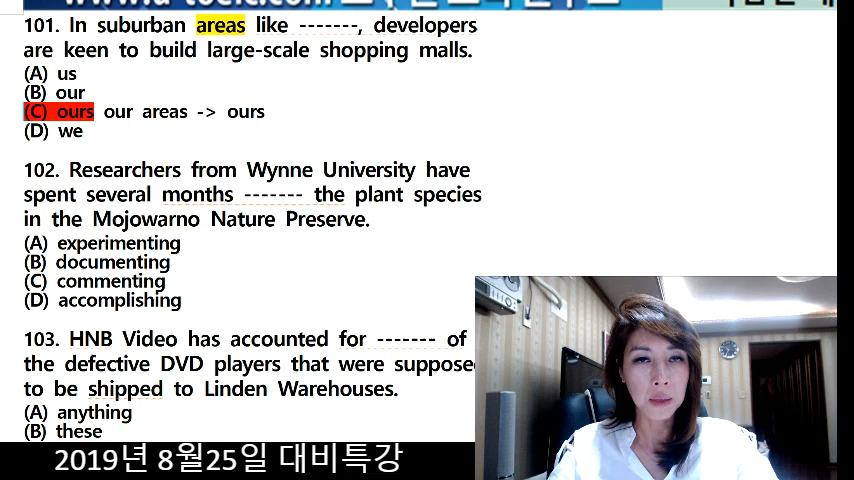 101. In suburban areas like -------, developers
are keen to build large-scale shopping malls.
(A) us
(B) our
(C) ours our areas -> ours
(D) we
102. Researchers from Wynne University have
spent several months ------- the plant species
in the Mojowarno Nature Preserve.
(A) experimenting
(B) documenting
(C) commenting
(D) accomplishing
103. HNB Video has accounted for ------- of
the defective DVD players that were suppose
to be shipped to Linden Warehouses.
(A) anything
(B) these
2019년 8월25일 대비특강